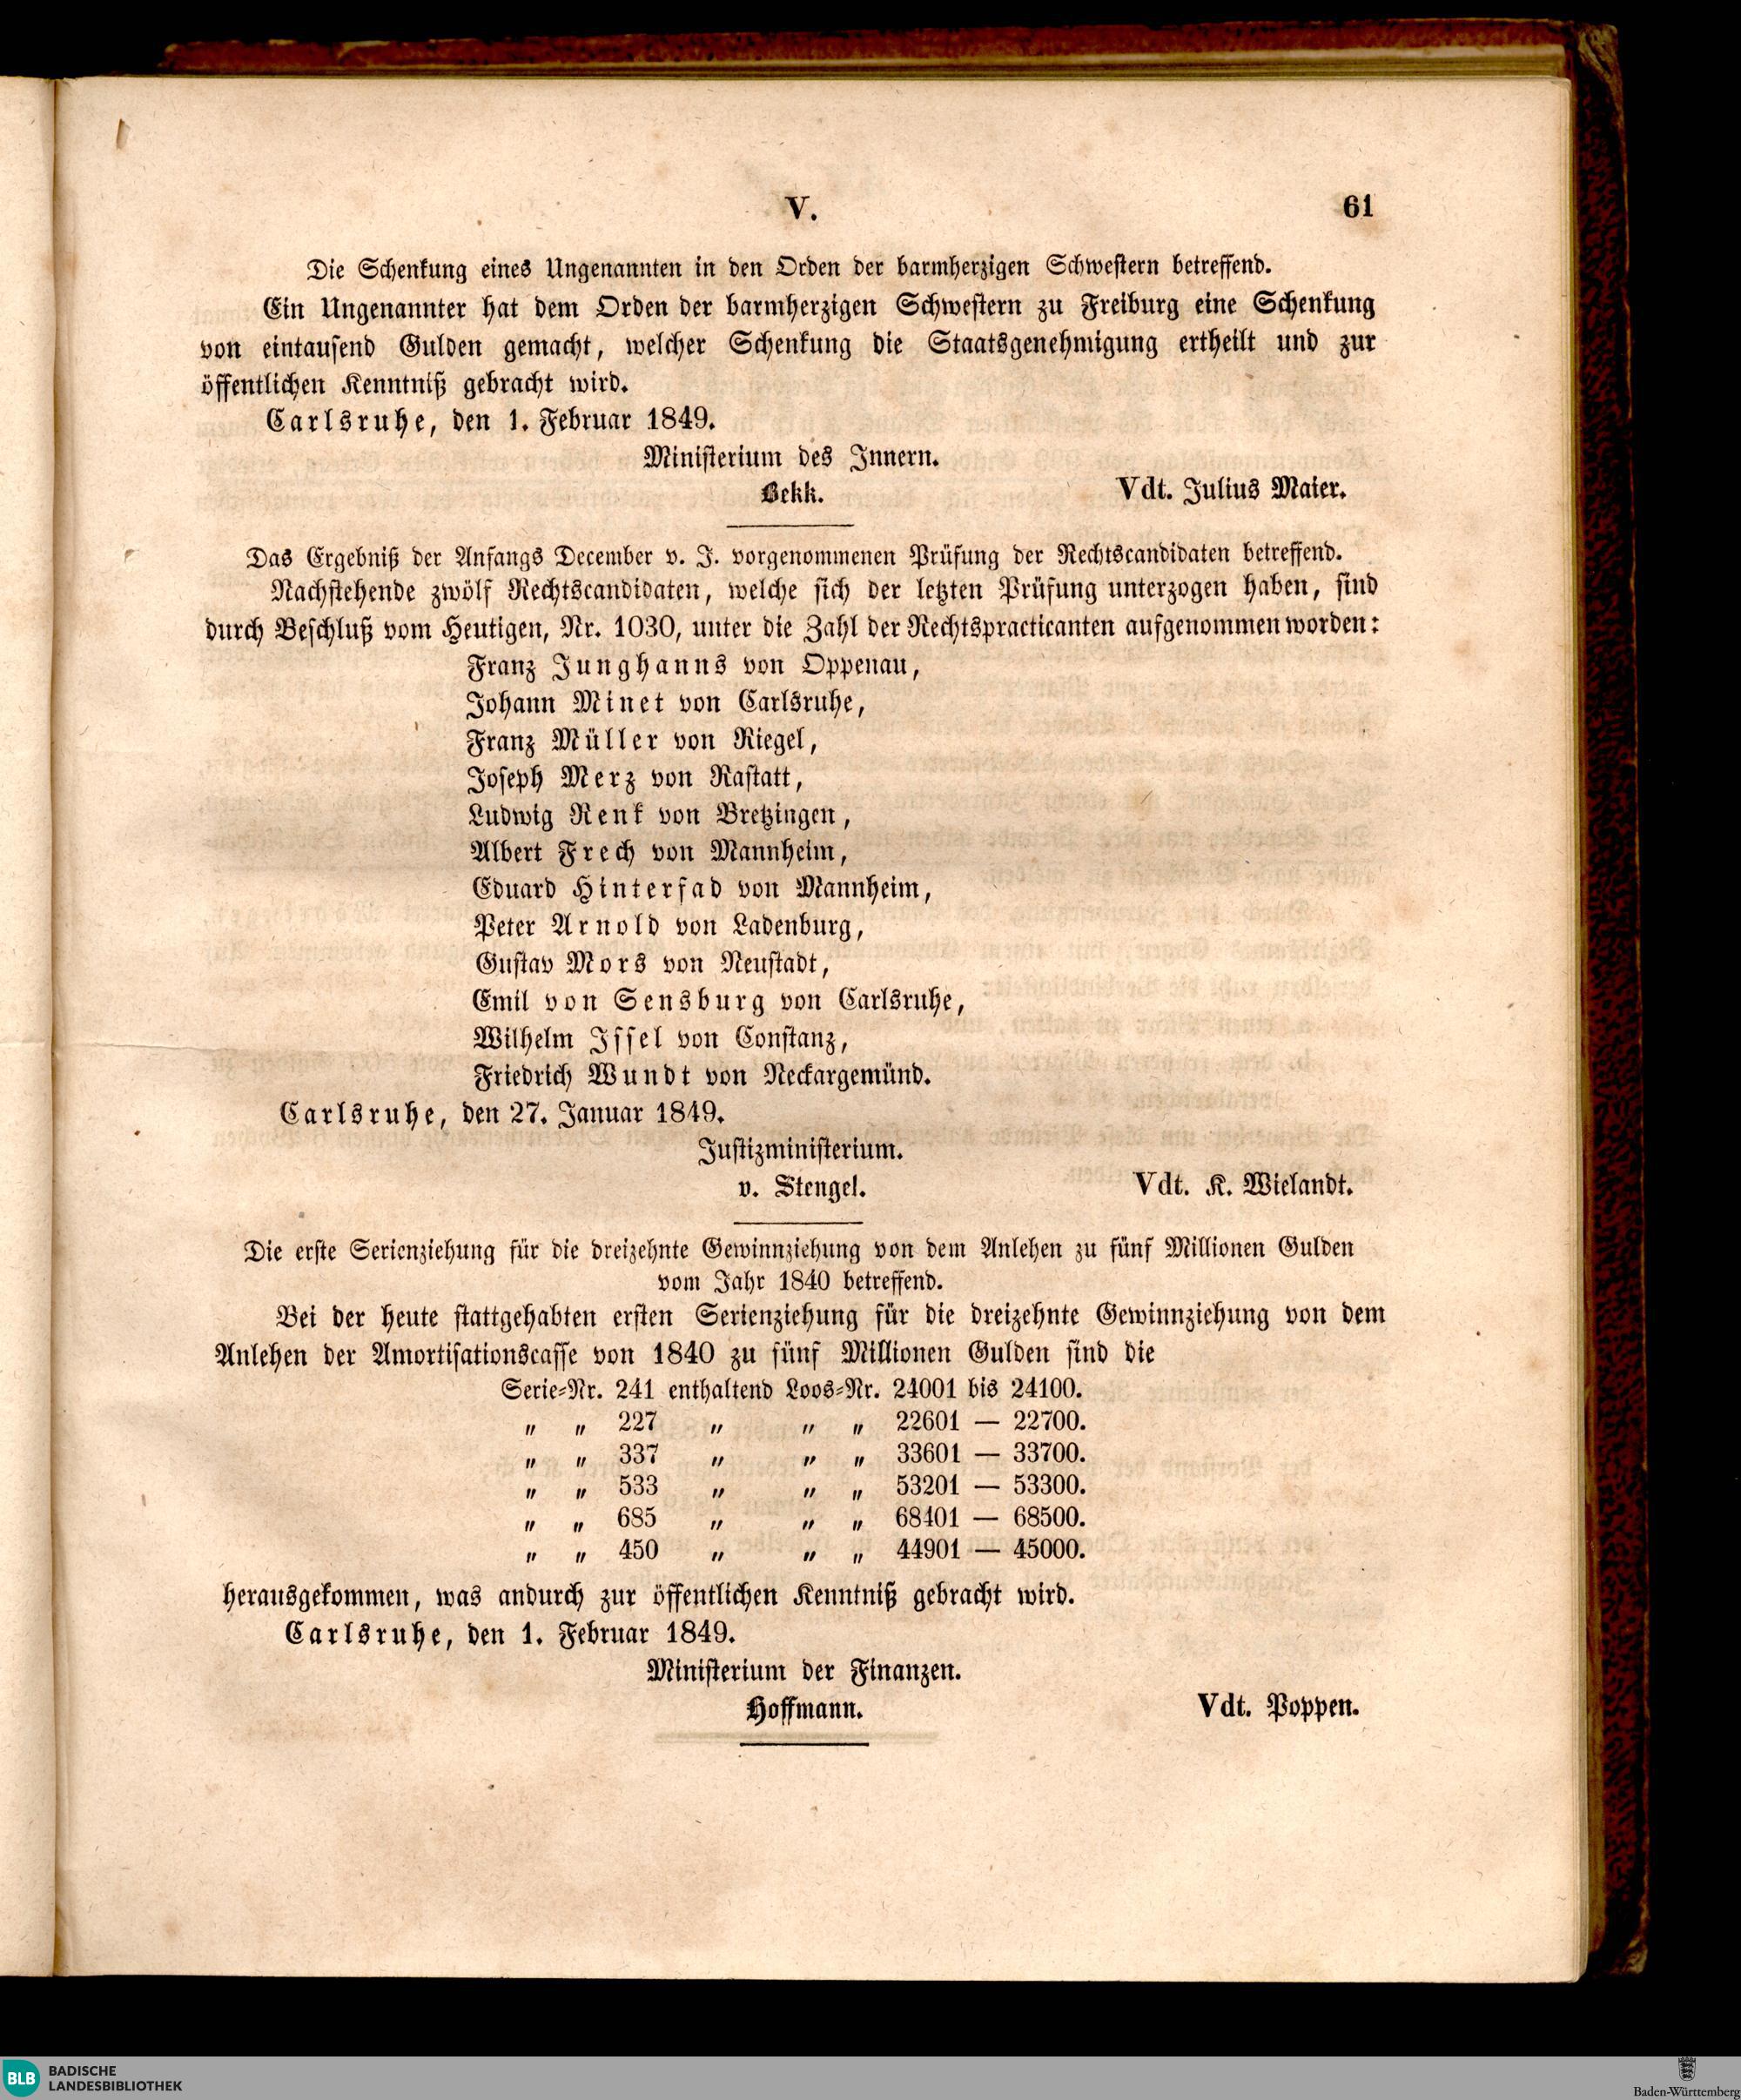 V. 61
Die Schenkung eines Ungenannten in den Orden der barmherzigen Schwestern betreffend.
Ein Ungenannter hat dem Orden der barmherzigen Schwestern zu Freiburg eine Schenkung
von eintausend Gulden gemacht, welcher Schenkung die Staatsgenehmigung ertheilt und zur
öffentlichen Kenntniß gebracht wird.
Carlsruhe, den 1. Februar 1849.
Ministerium des Innern.
Bekk. Vdt. Julius Maier.
Das Ergebniß der Anfangs December v. J. vorgenommenen Prüfung der Rechtscandidaten betreffend.
Nachstehende zwölf Rechtscandidaten, welche sich der letzten Prüfung unterzogen haben, sind
durch Beschluß vom Heutigen, Nr. 1030, unter die Zahl der Rechtspracticanten aufgenommen worden:
Franz Junghanns von Oppenau,
Johann Minet von Carlsruhe,
Franz Müller von Riegel,
Joseph Merz von Rastatt,
Ludwig Renk von Bretzingen,
Albert Frech von Mannheim,
Eduard Hinterfad von Mannheim,
Peter Arnold von Ladenburg,
Gustav Mors von Neustadt,
Emil von Sensburg von Carlsruhe,
Wilhelm Issel von Constanz,
Friedrich Wundt von Neckargemünd.
Carlsruhe, den 27. Januar 1849.
Justizministerium.
v. Stengel. Vdt. K. Wielandt.
Die erste Serienziehung für die dreizehnte Gewinnziehung von dem Anlehen zu fünf Millionen Gulden
vom Jahr 1840 betreffend.
Bei der heute stattgehabten ersten Serienziehung für die dreizehnte Gewinnziehung von dem
Anlehen der Amortisationscasse von 1840 zu fünf Millionen Gulden sind die
Serie-Nr. 241 enthaltend Loos-Nr. 24001 bis 24100.
" " 227 " " " 22601 — 22700.
" " 337 " " " 33601 — 33700.
" " 533 " " " 53201 — 53300.
" " 685 " " " 68401 — 68500.
" " 450 " " " 44901 — 45000.
herausgekommen, was andurch zur öffentlichen Kenntniß gebracht wird.
Carlsruhe, den 1. Februar 1849.
Ministerium der Finanzen.
Hoffmann. Vdt. Poppen.
BLB BADISCHE
LANDESBIBLIOTHEK
Baden-Württemberg